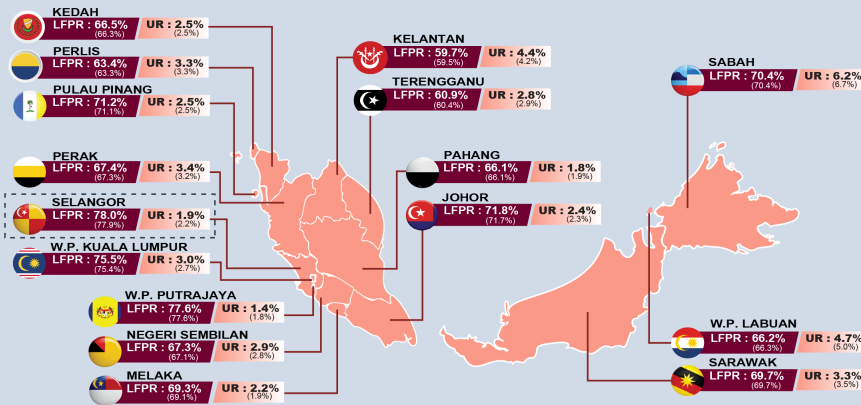 KEDAH
LFPR : 66.5% UR : 2.5%
(66.3%) (2.5%)
PERLIS
LFPR : 63.4% UR : 3.3%
(63.3%) (3.3%)
PULAU PINANG
LFPR : 71.2% UR : 2.5%
(71.1%) (2.5%)
PERAK
LFPR : 67.4% UR : 3.4%
(67.3%) (3.2%)
SELANGOR
LFPR : 78.0% UR : 1.9%
(77.9%) (2.2%)
W.P. KUALA LUMPUR
LFPR : 75.5% UR : 3.0%
(75.4%) (2.7%)
W.P. PUTRAJAYA
LFPR : 77.6% UR : 1.4%
(77.6%) (1.8%)
NEGERI SEMBILAN
LFPR : 67.3% UR : 2.9%
(67.1%) (2.8%)
MELAKA
LFPR : 69.3% UR : 2.2%
(69.1%) (1.9%)
KELANTAN
LFPR : 59.7% UR : 4.4%
(59.5%) (4.2%)
TERENGGANU
LFPR : 60.9% UR : 2.8%
(60.4%) (2.9%)
PAHANG
LFPR : 66.1% UR : 1.8%
(66.1%) (1.9%)
JOHOR
LFPR : 71.8% UR : 2.4%
(71.7%) (2.3%)
SABAH
LFPR : 70.4% UR : 6.2%
(70.4%) (6.7%)
W.P. LABUAN
LFPR : 66.2% UR : 4.7%
(66.3%) (5.0%)
SARAWAK
LFPR : 69.7% UR : 3.3%
(69.7%) (3.5%)